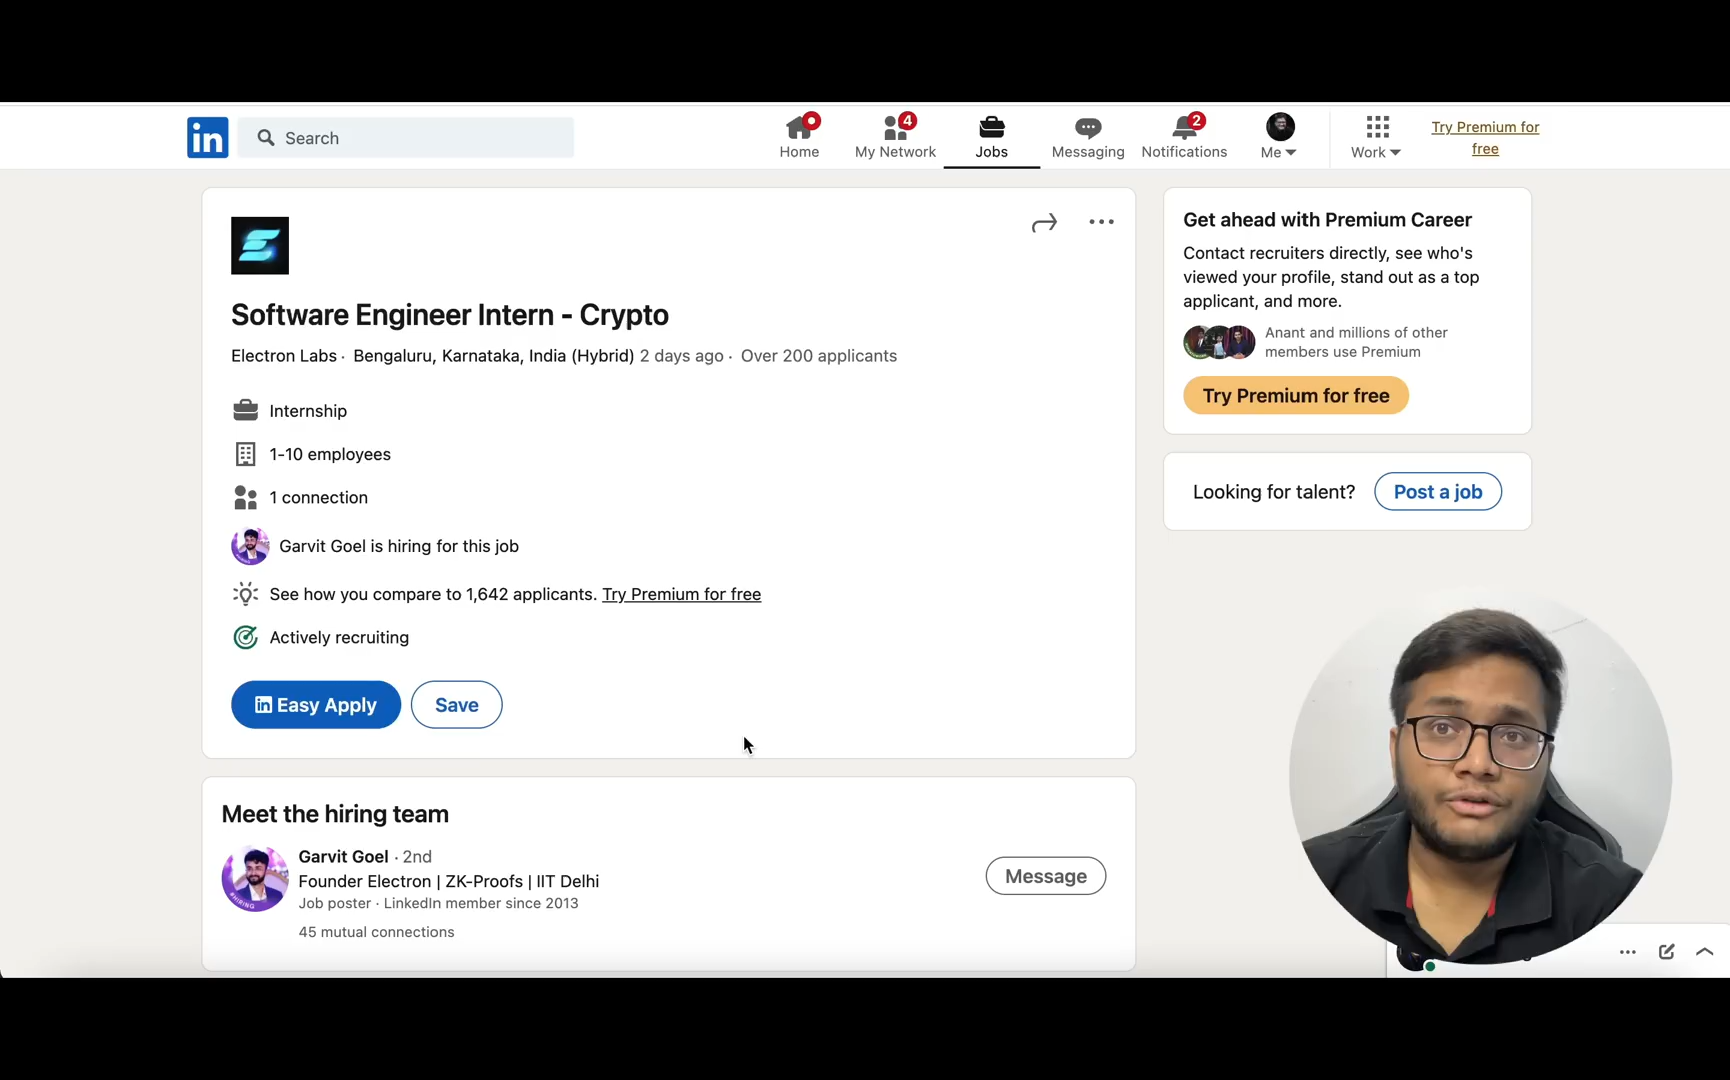 in
Search
Home
4
My Network
Jobs
Messaging
2
Notifications
Me
Work
Try Premium for
free
Software Engineer Intern - Crypto
Electron Labs · Bengaluru, Karnataka, India (Hybrid) 2 days ago · Over 200 applicants
Internship
1-10 employees
1 connection
Garvit Goel is hiring for this job
See how you compare to 1,642 applicants. Try Premium for free
Actively recruiting
in Easy Apply
Save
Meet the hiring team
Garvit Goel · 2nd
Founder Electron | ZK-Proofs | IIT Delhi
Job poster · LinkedIn member since 2013
45 mutual connections
#HIRING
Message
Get ahead with Premium Career
Contact recruiters directly, see who's
viewed your profile, stand out as a top
applicant, and more.
Anant and millions of other
members use Premium
Try Premium for free
Looking for talent?
Post a job